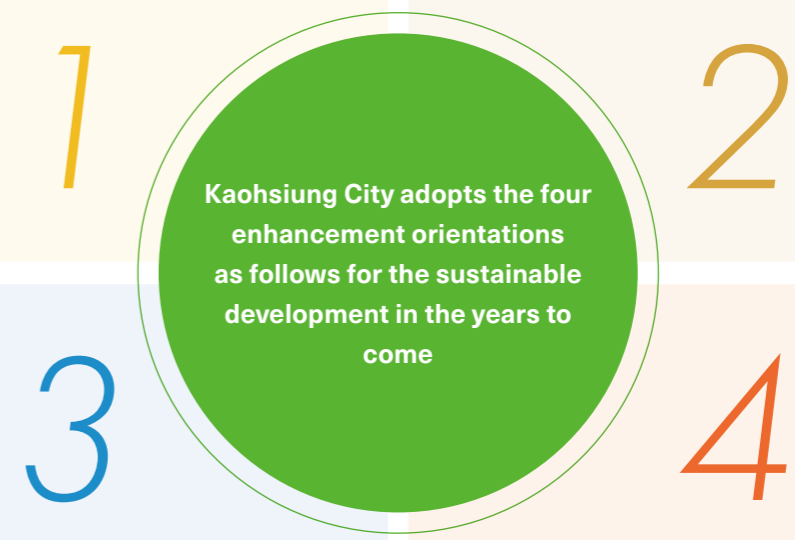 1
2
Kaohsiung City adopts the four
enhancement orientations
as follows for the sustainable
development in the years to
come
3
4